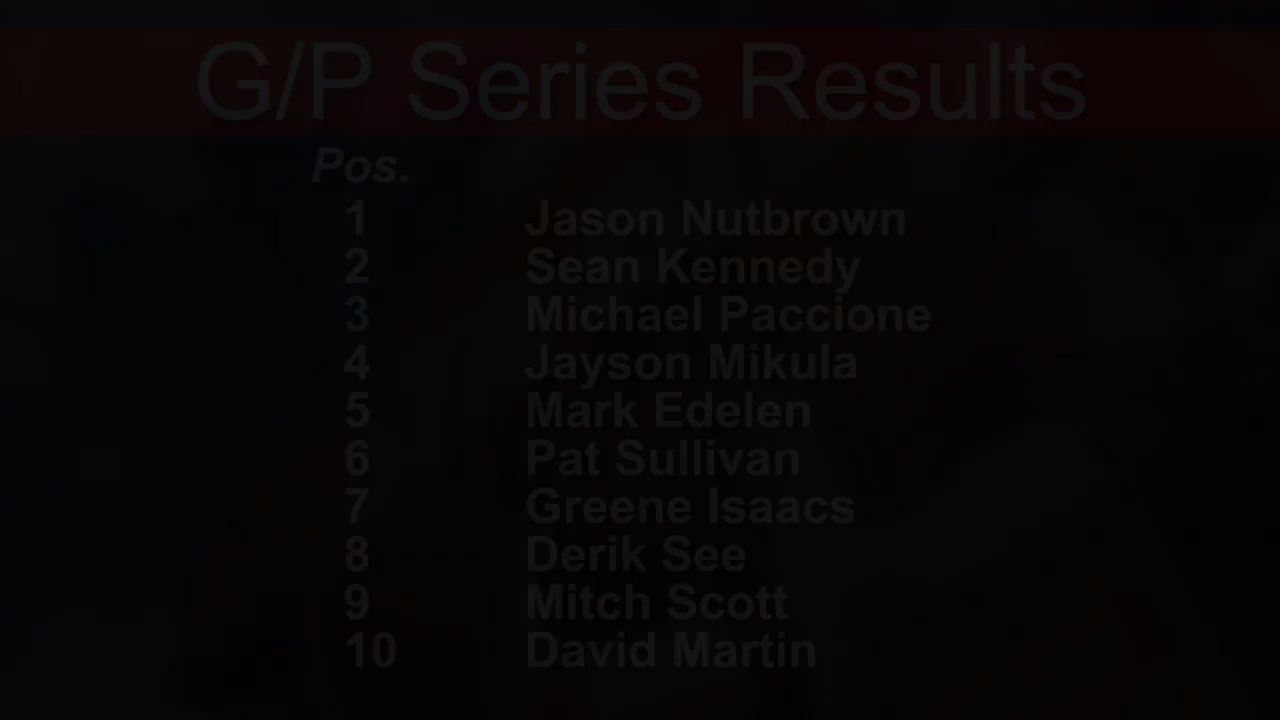 G/P Series Results
Pos.
1 Jason Nutbrown
2 Sean Kennedy
3 Michael Paccione
4 Jayson Mikula
5 Mark Edelen
6 Pat Sullivan
7 Greene Isaacs
8 Derik See
9 Mitch Scott
10 David Martin